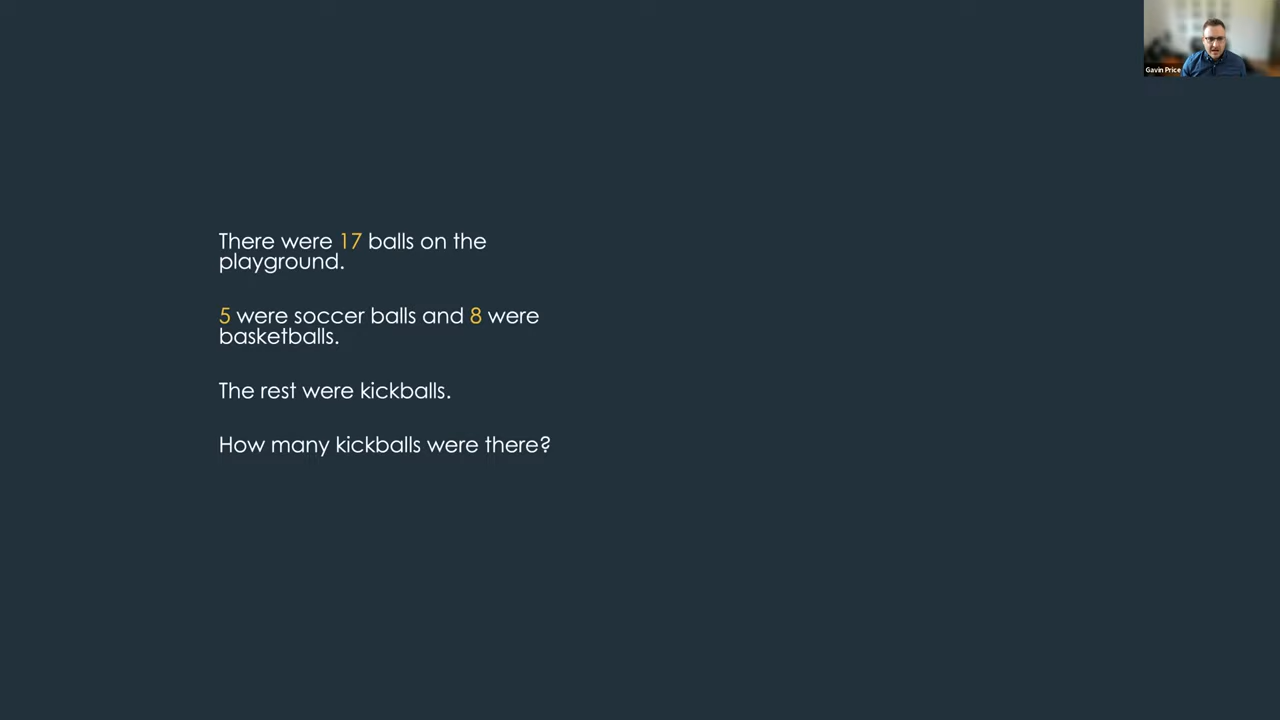 Gavin Price
There were 17 balls on the
playground.
5 were soccer balls and 8 were
basketballs.
The rest were kickballs.
How many kickballs were there?